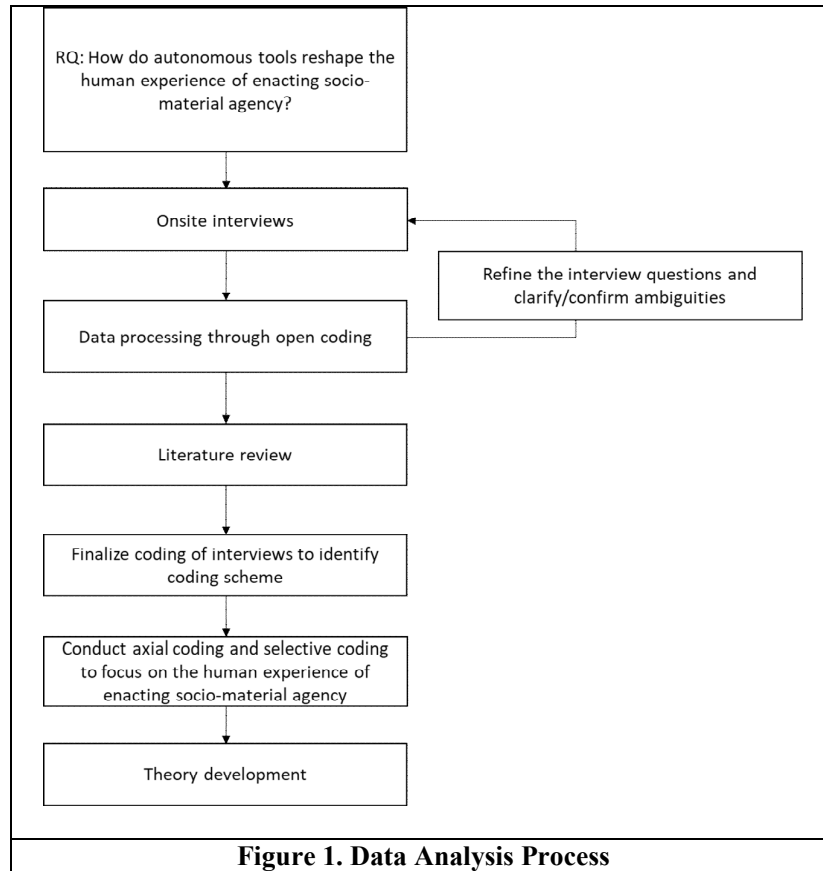 RQ: How do autonomous tools reshape the
human experience of enacting socio-
material agency?
Onsite interviews
Refine the interview questions and
clarify/confirm ambiguities
Data processing through open coding
Literature review
Finalize coding of interviews to identify
coding scheme
Conduct axial coding and selective coding
to focus on the human experience of
enacting socio-material agency
Theory development
Figure 1. Data Analysis Process